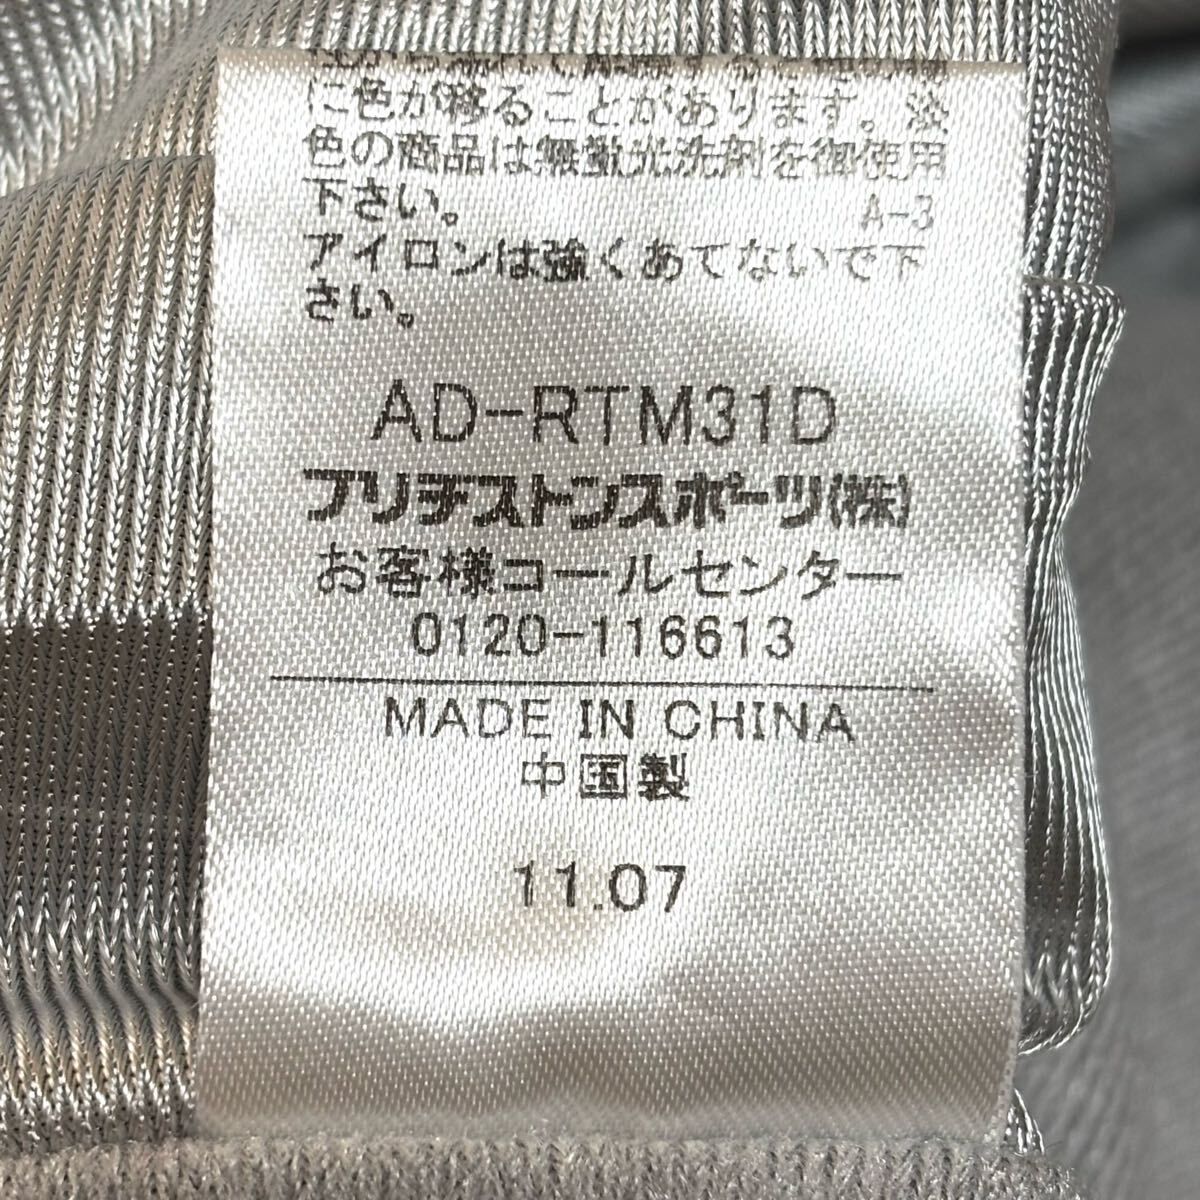 に色が移ることがあります。淡
色の商品は無蛍光洗剤を御使用
下さい。 A-3
アイロンは強くあてないで下
さい。
AD-RTM31D
ブリヂストンスポーツ(株)
お客様コールセンター
0120-116613
MADE IN CHINA
中国製
11.07